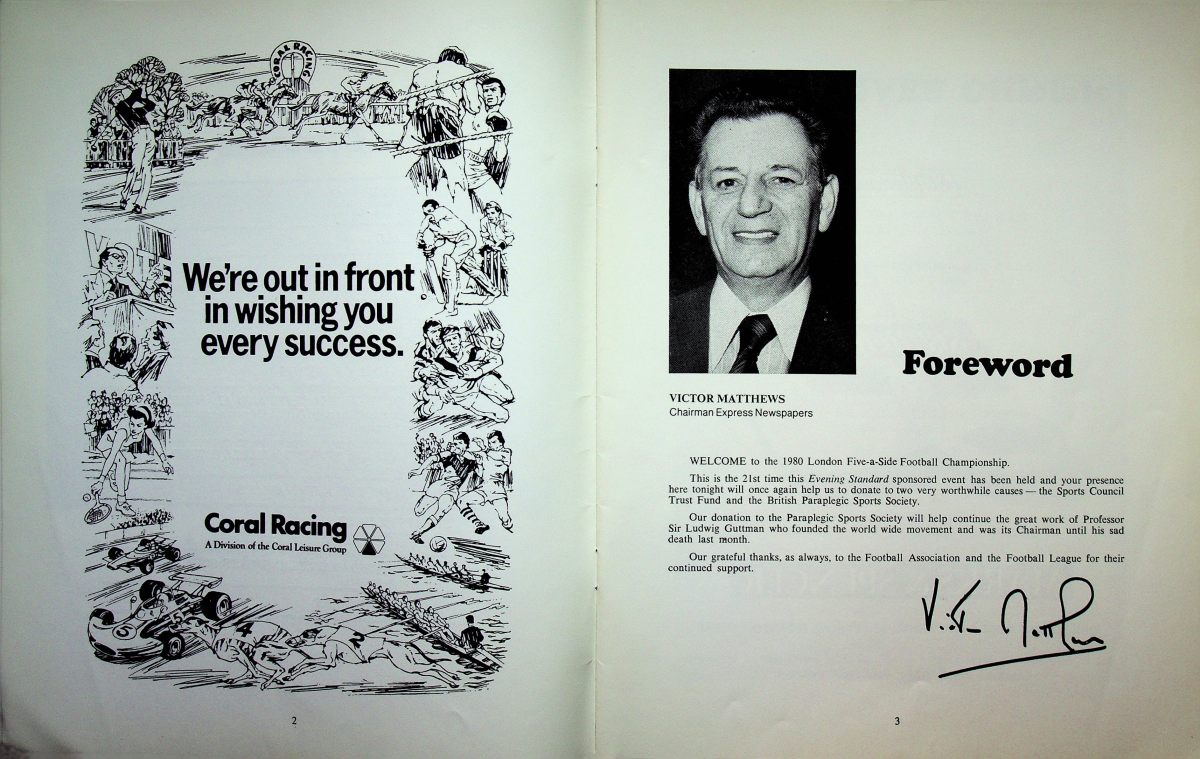 CORAL RACING
We're out in front
in wishing you
every success.
Coral Racing
A Division of the Coral Leisure Group
5
4
2
2
VICTOR MATTHEWS
Chairman Express Newspapers
Foreword
WELCOME to the 1980 London Five-a-Side Football Championship.
This is the 21st time this Evening Standard sponsored event has been held and your presence
here tonight will once again help us to donate to two very worthwhile causes — the Sports Council
Trust Fund and the British Paraplegic Sports Society.
Our donation to the Paraplegic Sports Society will help continue the great work of Professor
Sir Ludwig Guttman who founded the world wide movement and was its Chairman until his sad
death last month.
Our grateful thanks, as always, to the Football Association and the Football League for their
continued support.
Victor Matthews
3